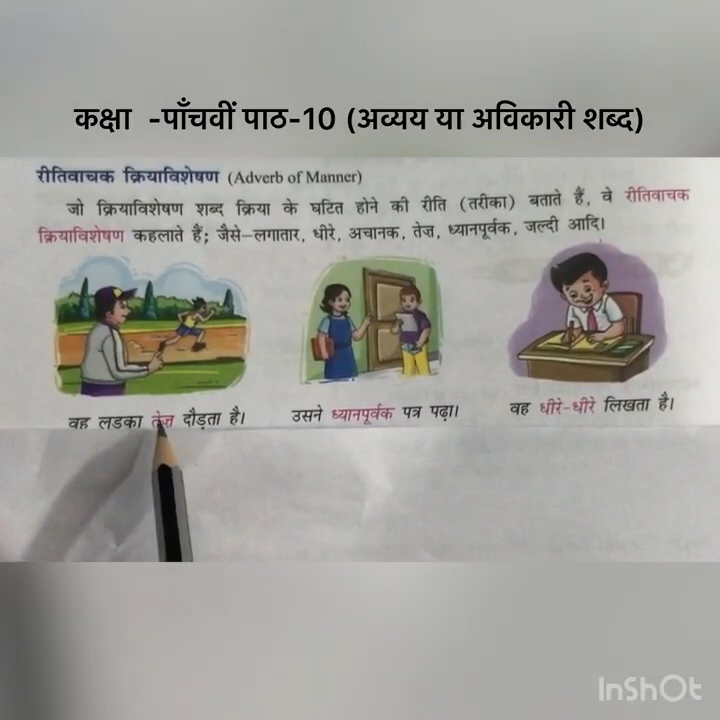 कक्षा -पाँचवीं पाठ-10 (अव्यय या अविकारी शब्द)
रीतिवाचक क्रियाविशेषण (Adverb of Manner)
जो क्रियाविशेषण शब्द क्रिया के घटित होने की रीति (तरीका) बताते हैं, वे रीतिवाचक
क्रियाविशेषण कहलाते हैं; जैसे–लगातार, धीरे, अचानक, तेज, ध्यानपूर्वक, जल्दी आदि।
वह लड़का तेज दौड़ता है।
उसने ध्यानपूर्वक पत्र पढ़ा।
वह धीरे-धीरे लिखता है।
InShOt